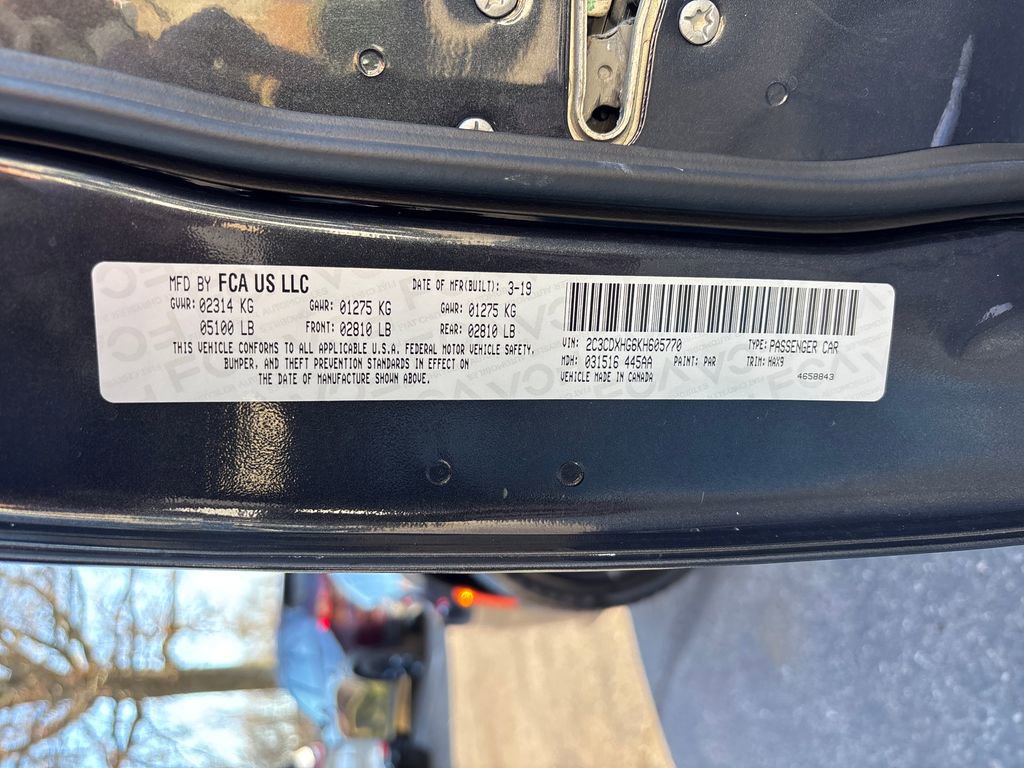 MFD BY FCA US LLC
DATE OF MFR(BUILT): 3-19
GVWR: 02314 KG GAWR: 01275 KG GAWR: 01275 KG
05100 LB FRONT: 02810 LB REAR: 02810 LB
THIS VEHICLE CONFORMS TO ALL APPLICABLE U.S.A. FEDERAL MOTOR VEHICLE SAFETY,
BUMPER, AND THEFT PREVENTION STANDARDS IN EFFECT ON
THE DATE OF MANUFACTURE SHOWN ABOVE.
VIN: 2C3CDXHG6KH605770 TYPE: PASSENGER CAR
MDH: 031516 445AA PAINT: PAR TRIM: HAX9
VEHICLE MADE IN CANADA 4658843